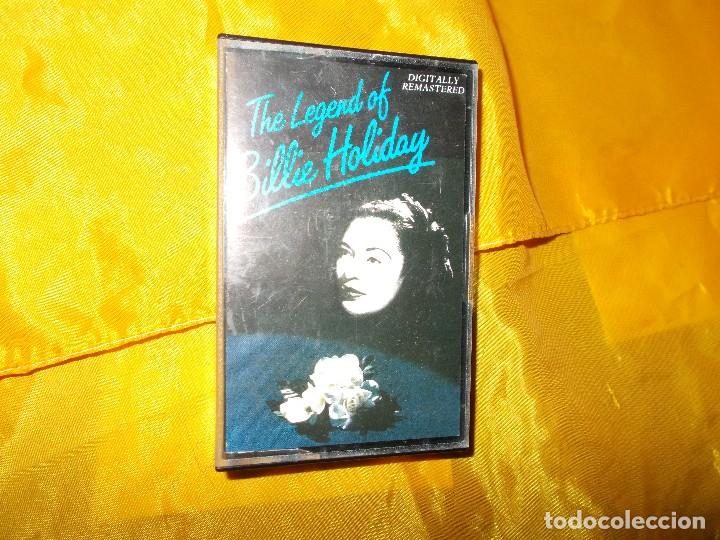 DIGITALLY
REMASTERED
The Legend of
Billie Holiday
todocoleccion